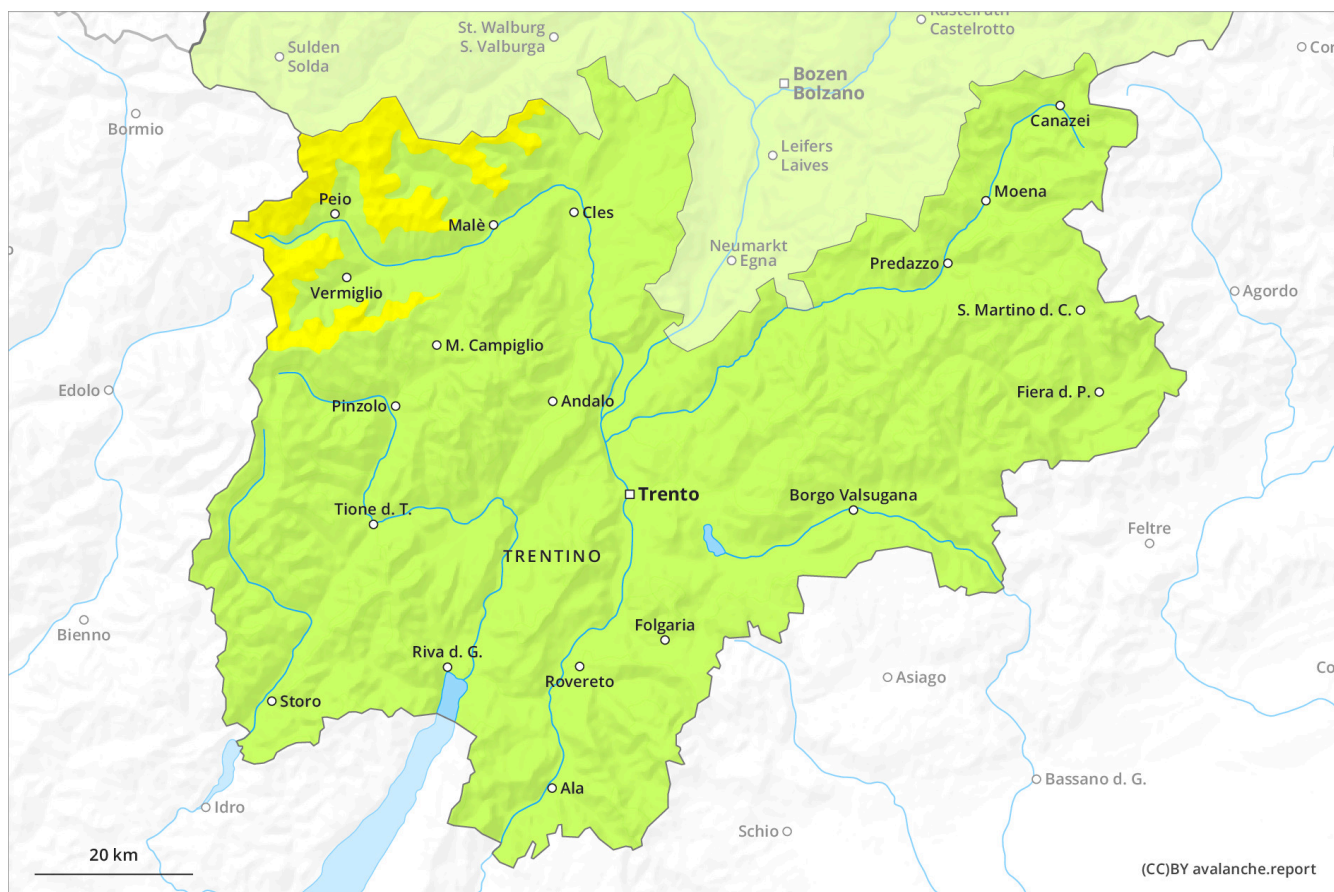 Kastelruth
Castelrotto
St. Walburg
S. Valburga
Sulden
Solda
Bozen
Bolzano
Bormio
Canazei
Leifers
Laives
Peio
Moena
Malè
Cles
Neumarkt
Egna
Predazzo
Vermiglio
Agordo
S. Martino d. C.
M. Campiglio
Edolo
Pinzolo
Andalo
Fiera d. P.
Trento
Borgo Valsugana
Tione d. T.
Feltre
TRENTINO
Bienno
Folgaria
Riva d. G.
Rovereto
Asiago
Storo
Ala
Bassano d. G.
Idro
Schio
20 km
(CC)BY avalanche.report